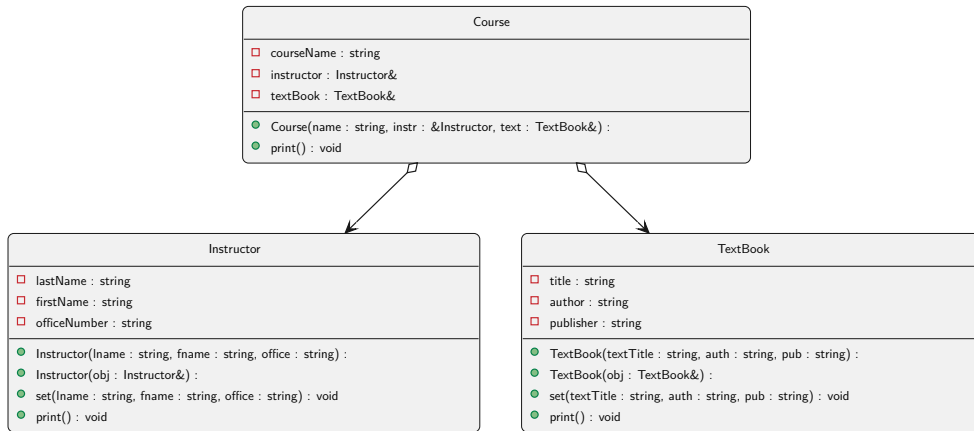 Course
courseName : string
instructor : Instructor&
textBook : TextBook&
Course(name : string, instr : &Instructor, text : TextBook&) :
print() : void
Instructor
lastName : string
firstName : string
officeNumber : string
Instructor(lname : string, fname : string, office : string) :
Instructor(obj : Instructor&) :
set(lname : string, fname : string, office : string) : void
print() : void
TextBook
title : string
author : string
publisher : string
TextBook(textTitle : string, auth : string, pub : string) :
TextBook(obj : TextBook&) :
set(textTitle : string, auth : string, pub : string) : void
print() : void